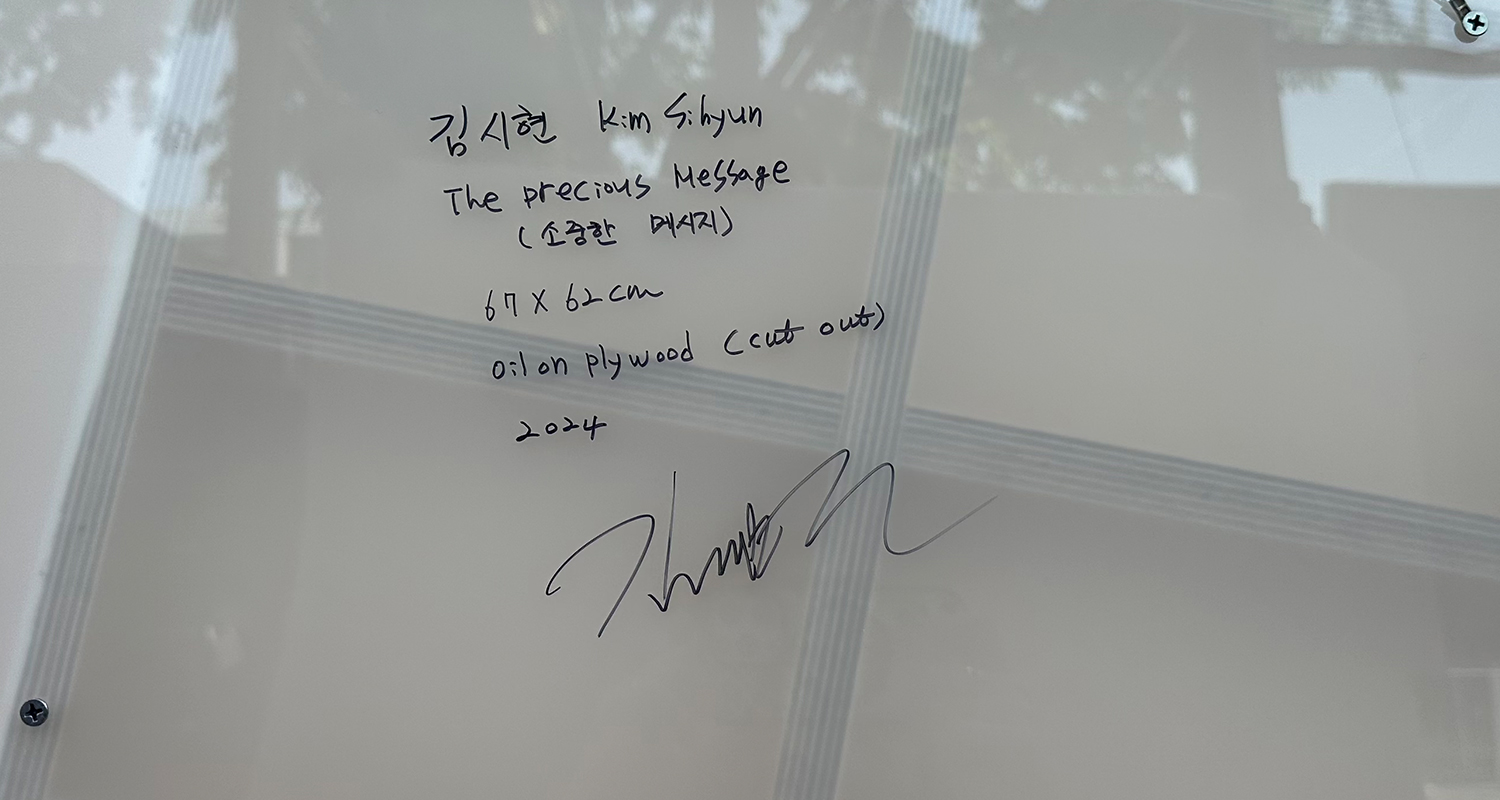 김시현 Kim Sihyun
The precious Message
(소중한 메시지)
67 X 62 cm
oil on plywood (cut out)
2024